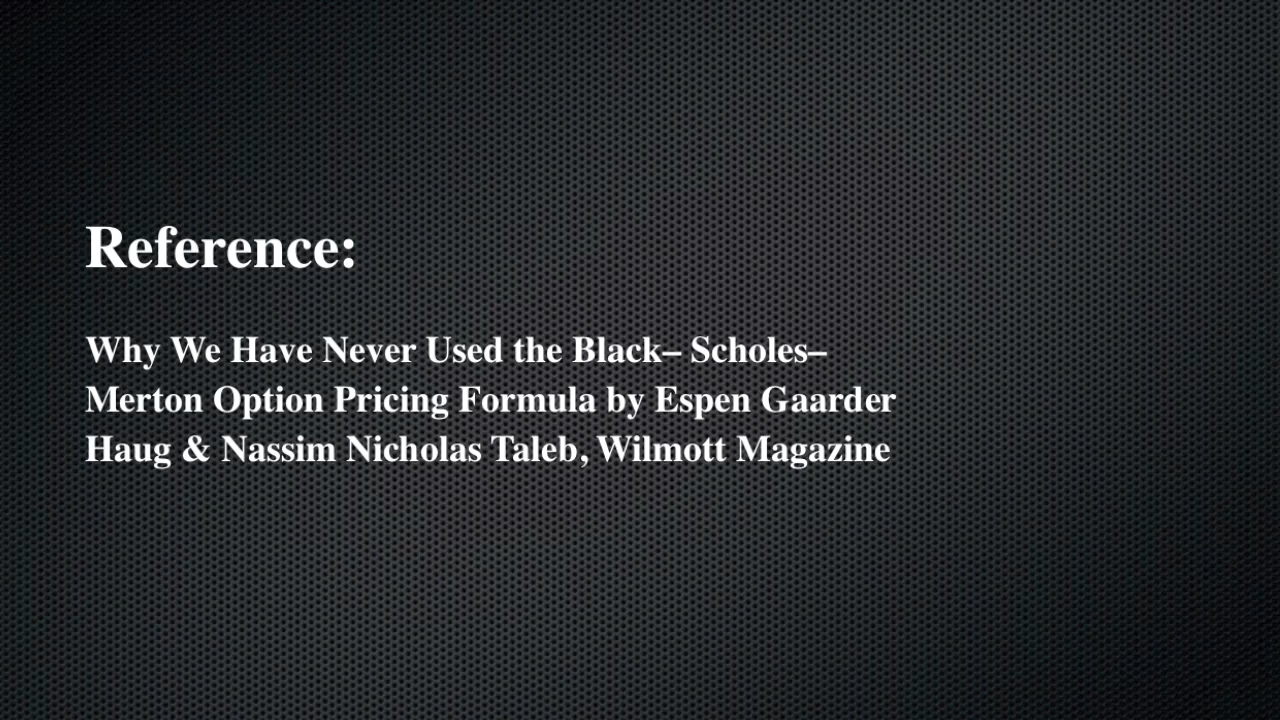 Reference:
Why We Have Never Used the Black– Scholes–
Merton Option Pricing Formula by Espen Gaarder
Haug & Nassim Nicholas Taleb, Wilmott Magazine